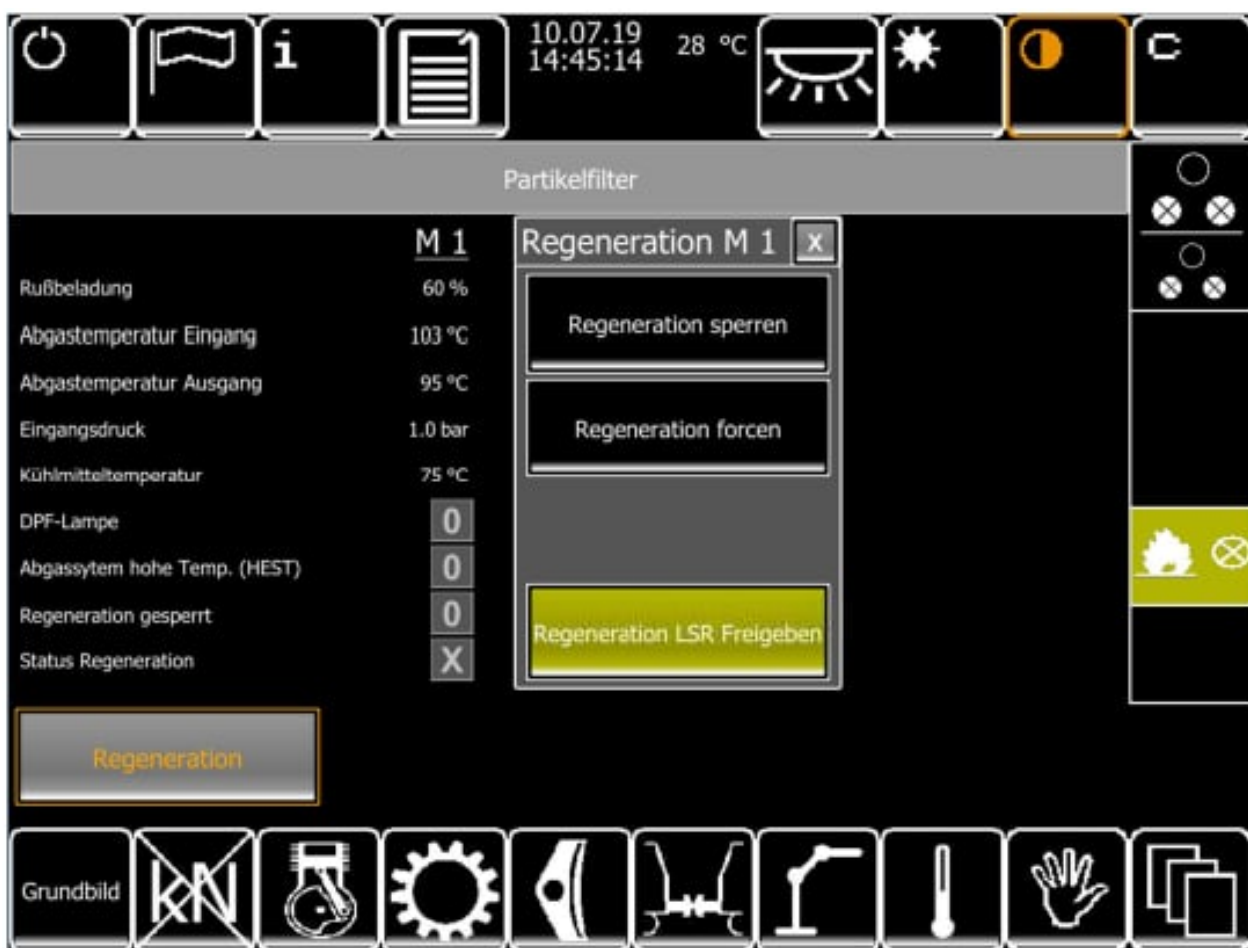 i
10.07.19
14:45:14
28 °C
C
Partikelfilter
M 1
Regeneration M 1 X
Rußbeladung 60 %
Regeneration sperren
Abgastemperatur Eingang 103 °C
Abgastemperatur Ausgang 95 °C
Eingangsdruck 1.0 bar
Regeneration forcen
Kühlmitteltemperatur 75 °C
DPF-Lampe 0
Abgassytem hohe Temp. (HEST) 0
Regeneration gesperrt 0
Regeneration LSR Freigeben
Status Regeneration X
Regeneration
Grundbild
kN